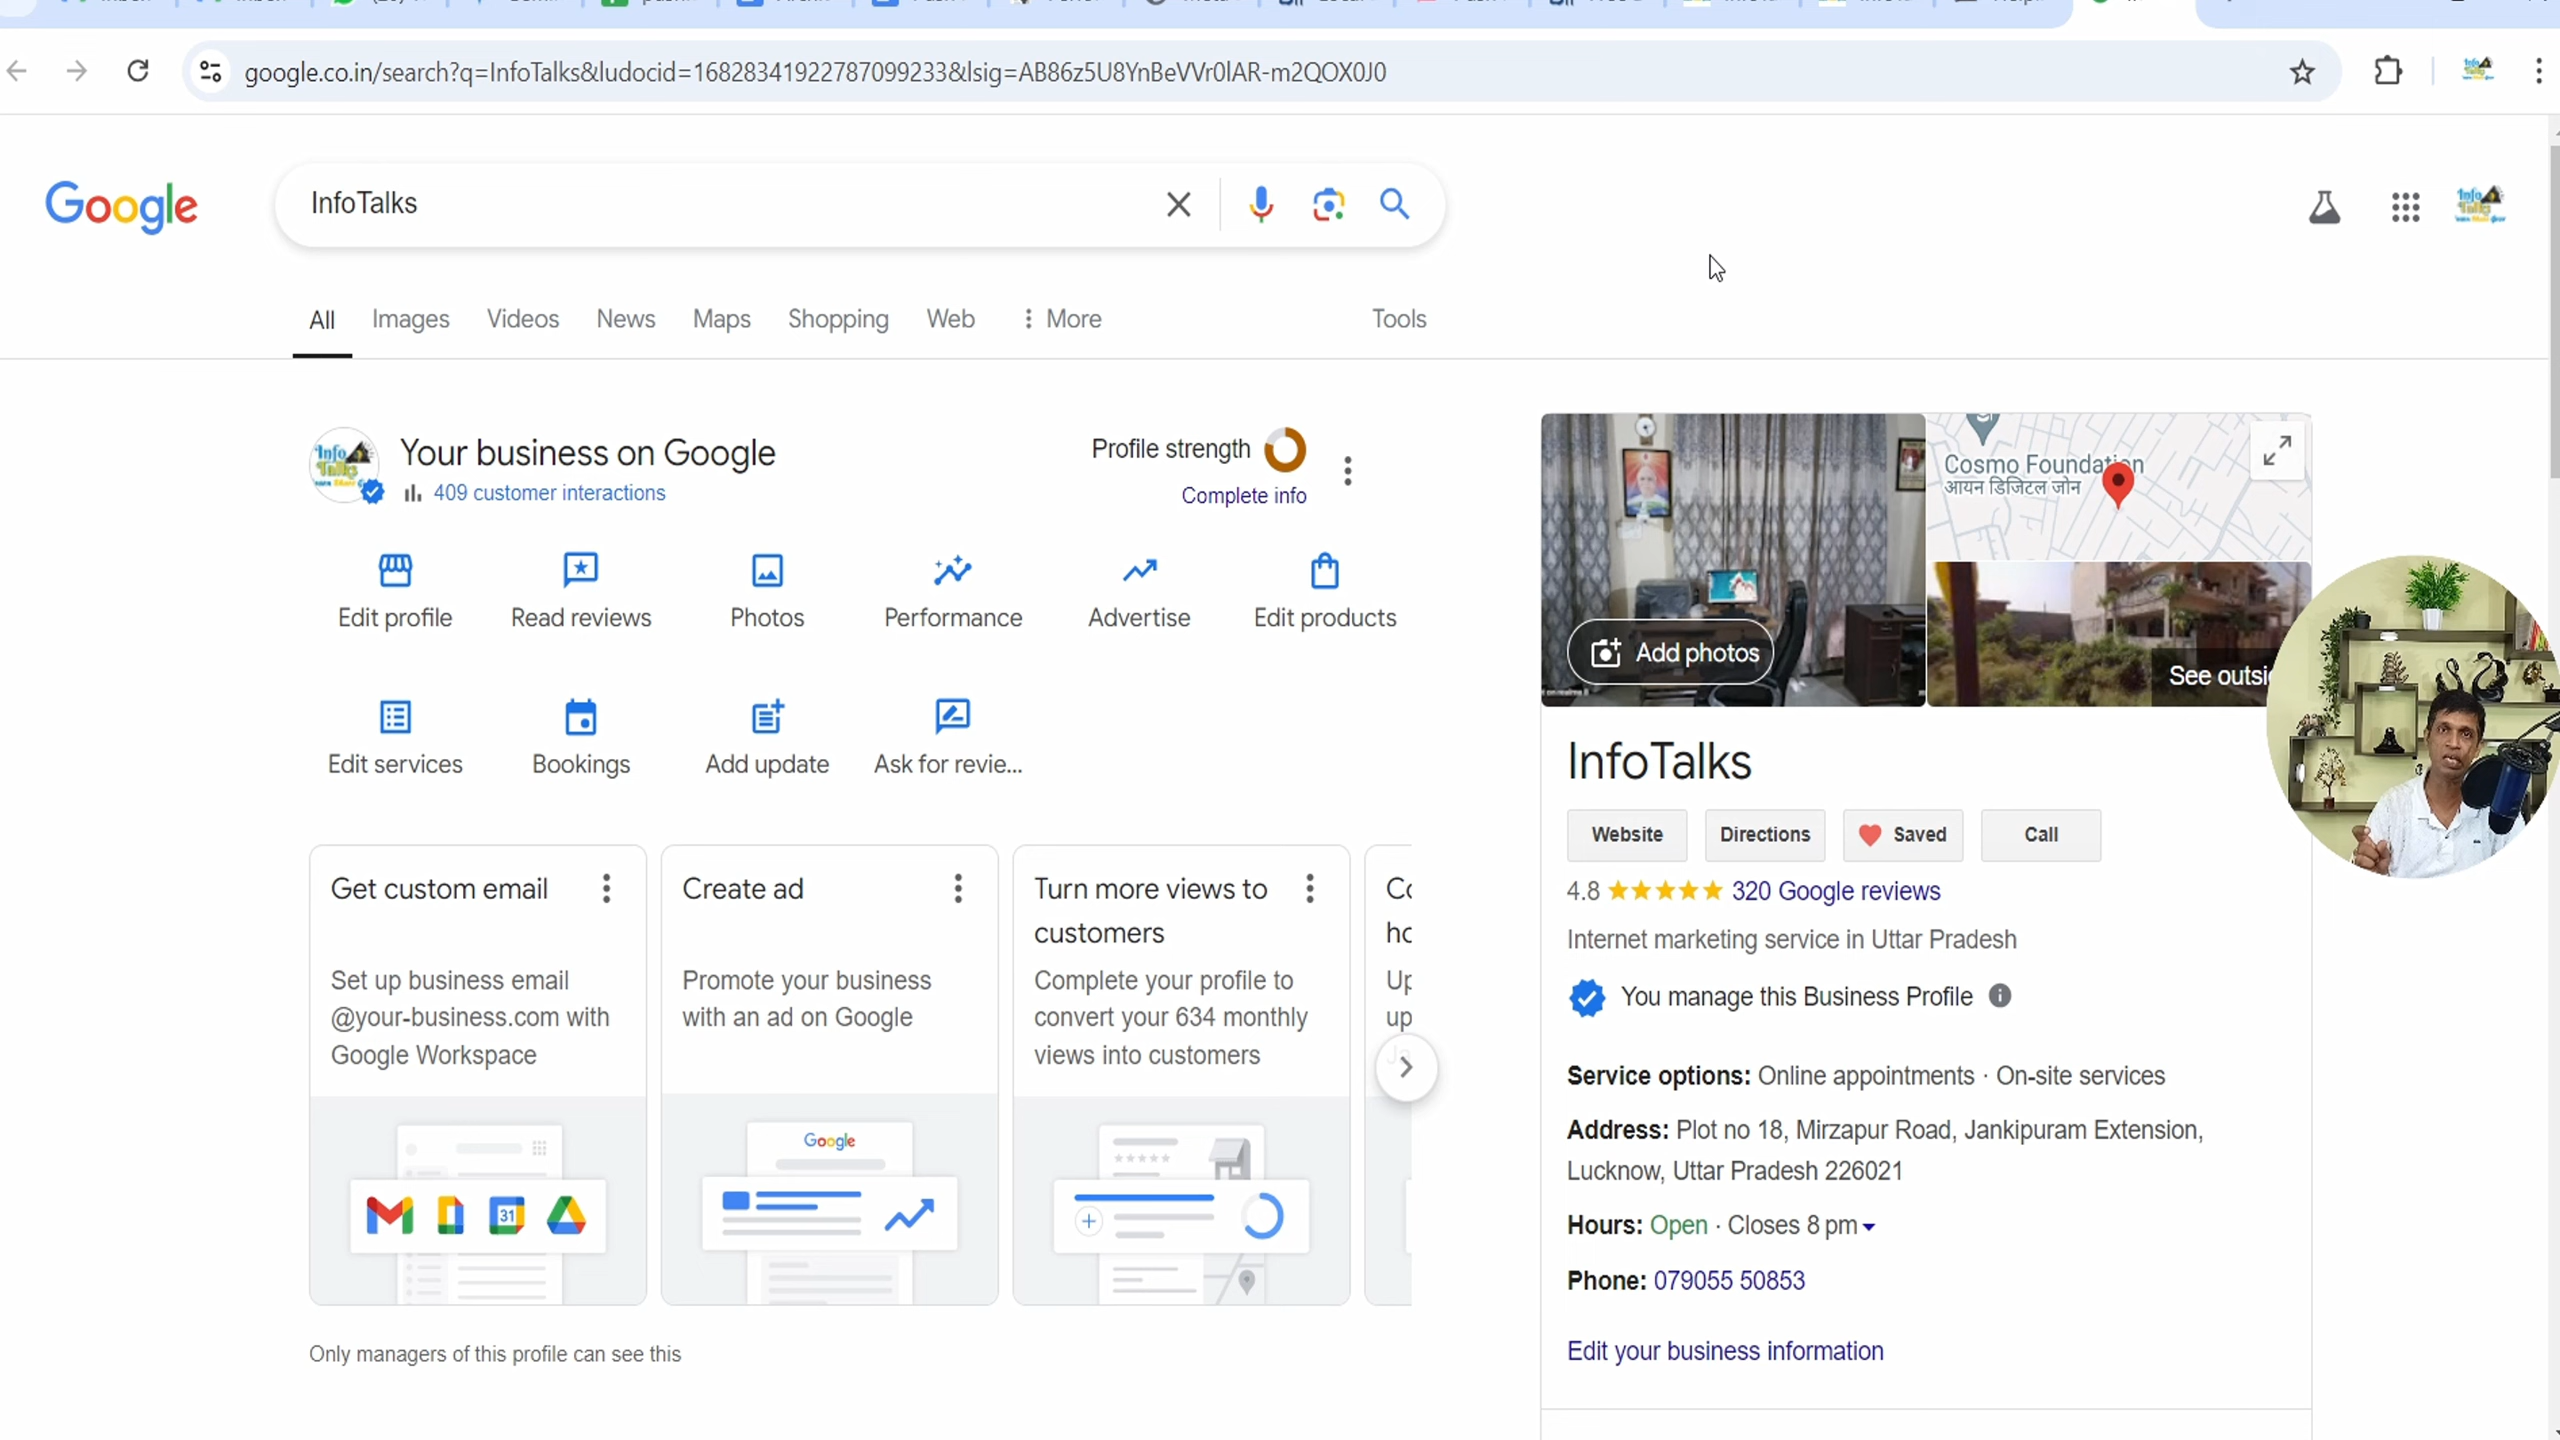 google.co.in/search?q=InfoTalks&ludocid=16828341922787099233&lsig=AB86z5U8YnBeVVr0lAR-m2QOX0J0
Google
InfoTalks
All
Images
Videos
News
Maps
Shopping
Web
More
Tools
Your business on Google
409 customer interactions
Profile strength
Complete info
Edit profile
Read reviews
Photos
Performance
Advertise
Edit products
Edit services
Bookings
Add update
Ask for revie...
Get custom email
Set up business email
@your-business.com with
Google Workspace
Create ad
Promote your business
with an ad on Google
Google
Turn more views to
customers
Complete your profile to
convert your 634 monthly
views into customers
31
Only managers of this profile can see this
Cosmo Foundation
आयन डिजिटल जोन
Add photos
See outsi
InfoTalks
Website
Directions
Saved
Call
4.8
320 Google reviews
Internet marketing service in Uttar Pradesh
You manage this Business Profile
Service options: Online appointments · On-site services
Address: Plot no 18, Mirzapur Road, Jankipuram Extension,
Lucknow, Uttar Pradesh 226021
Hours: Open · Closes 8 pm
Phone: 079055 50853
Edit your business information